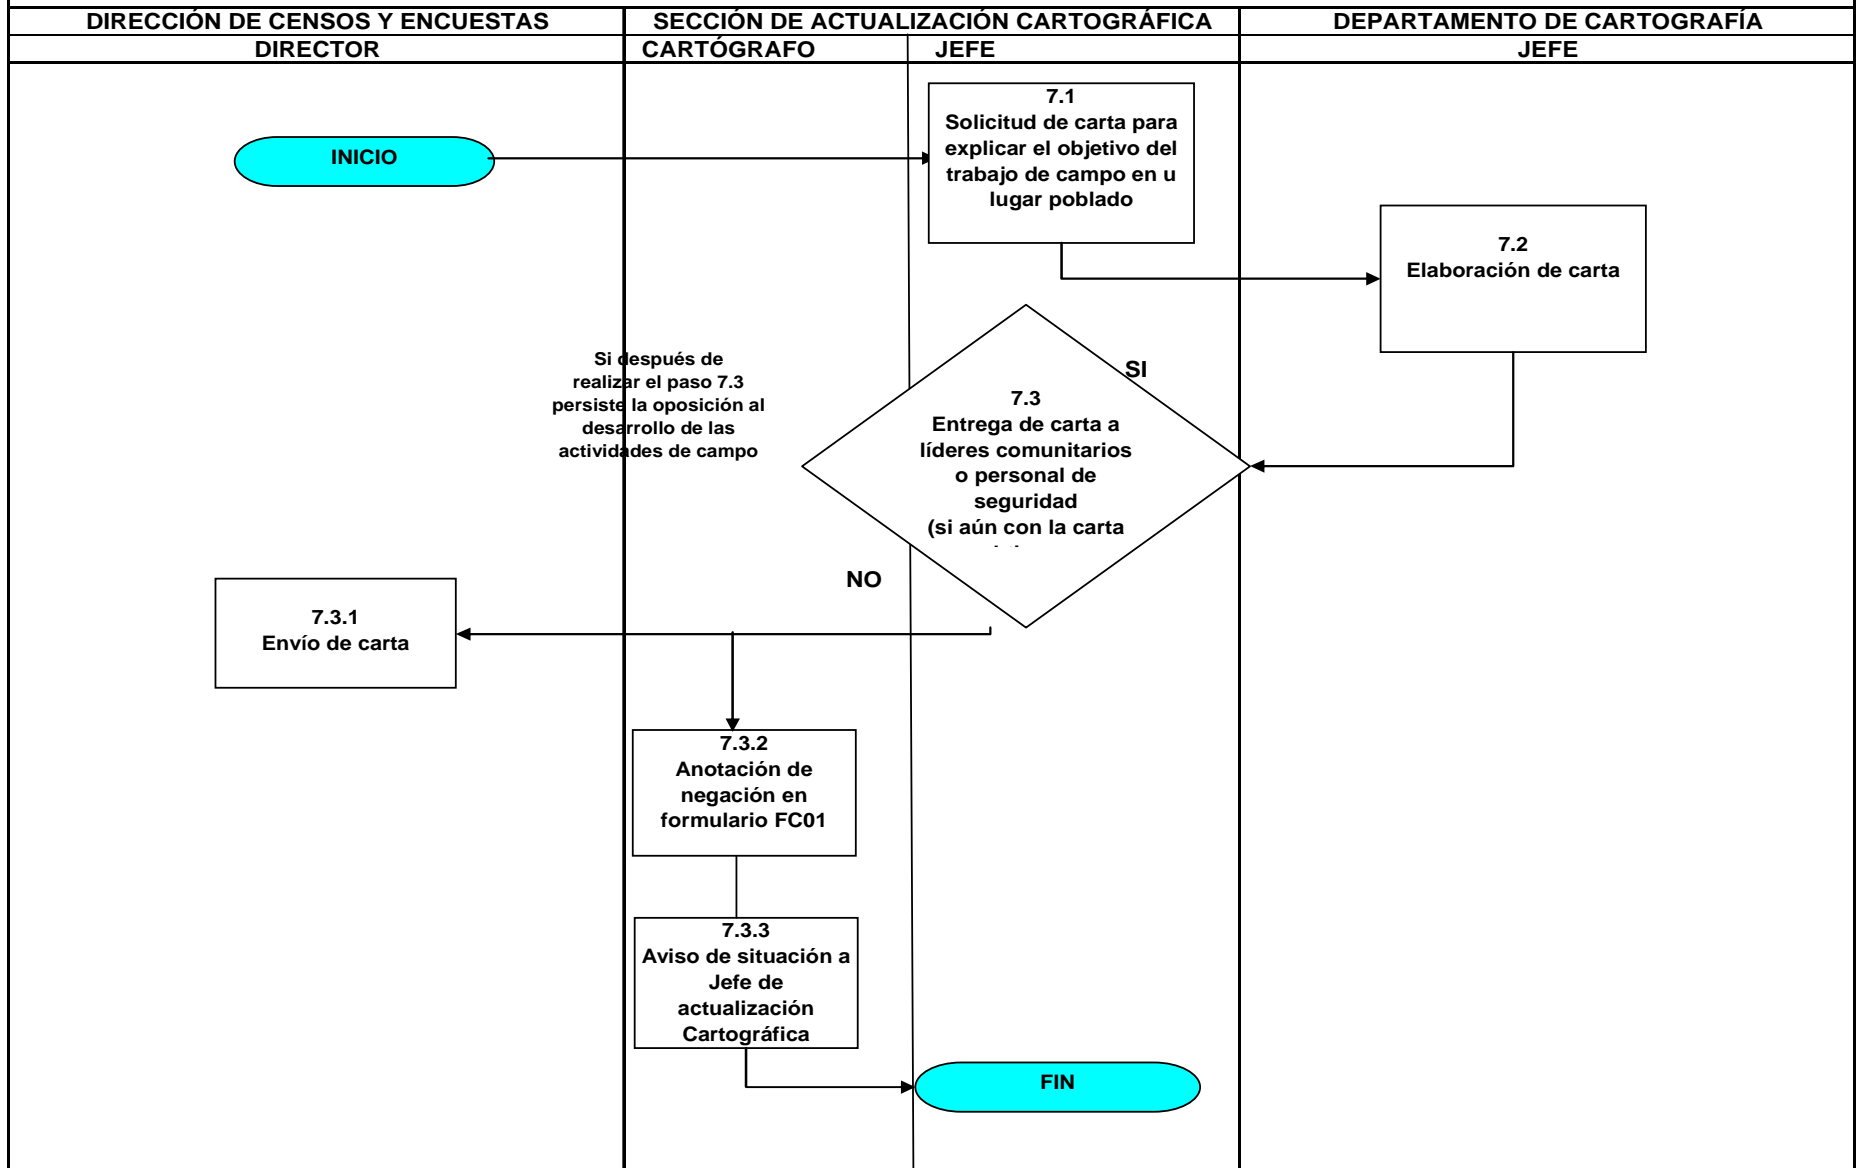 DIRECCIÓN DE CENSOS Y ENCUESTAS
SECCIÓN DE ACTUALIZACIÓN CARTOGRÁFICA
DEPARTAMENTO DE CARTOGRAFÍA
DIRECTOR
CARTÓGRAFO
JEFE
JEFE
INICIO
7.1
Solicitud de carta para
explicar el objetivo del
trabajo de campo en u
lugar poblado
7.2
Elaboración de carta
Si después de
realizar el paso 7.3
persiste la oposición al
desarrollo de las
actividades de campo
SI
7.3
Entrega de carta a
líderes comunitarios
o personal de
seguridad
(si aún con la carta
NO
7.3.1
Envío de carta
7.3.2
Anotación de
negación en
formulario FC01
7.3.3
Aviso de situación a
Jefe de
actualización
Cartográfica
FIN